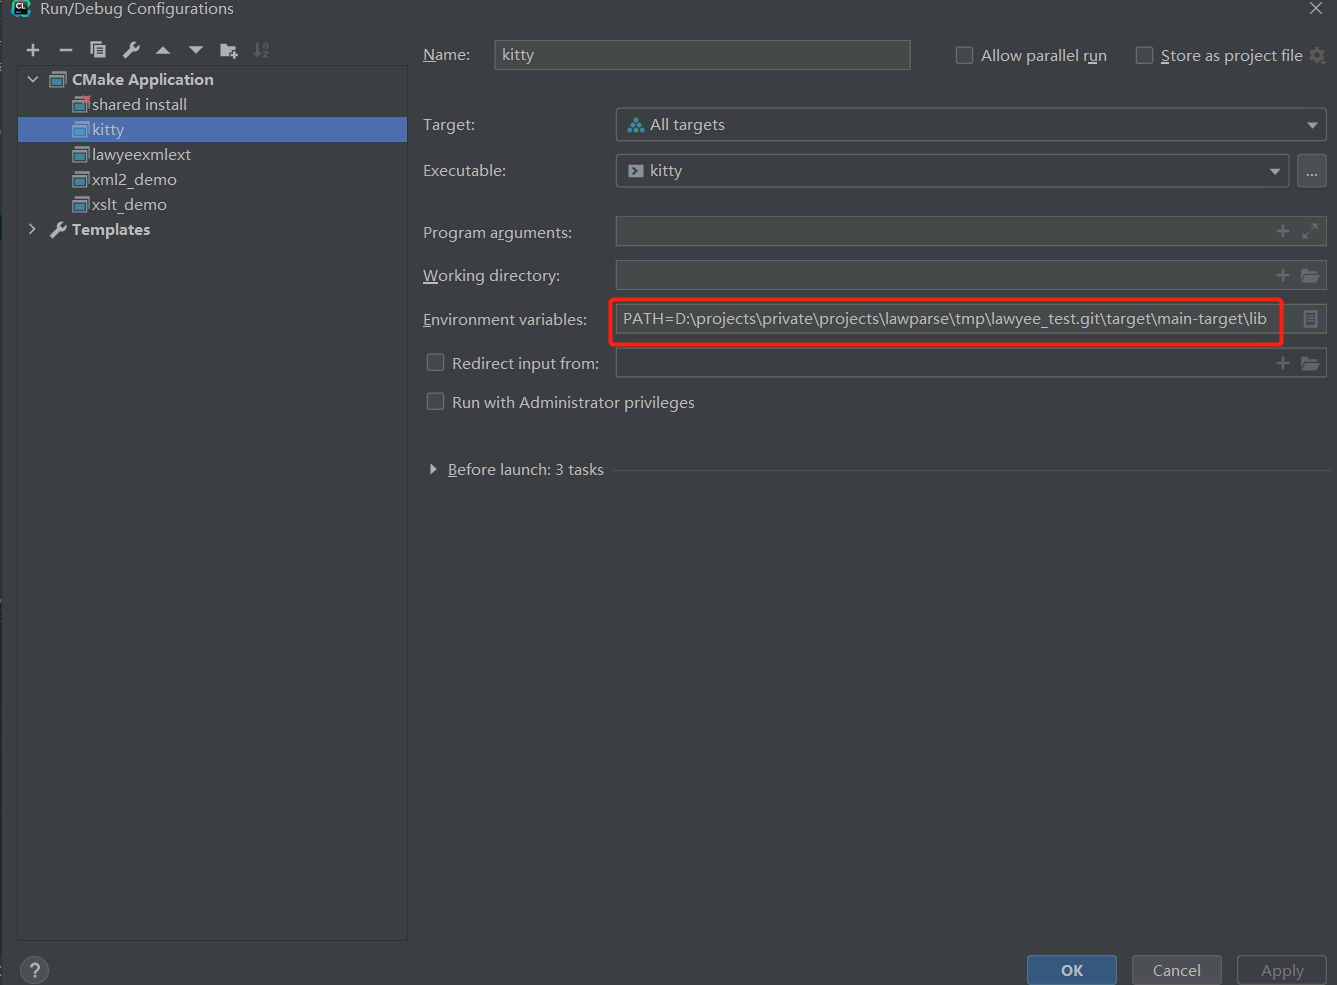 CL
Run/Debug Configurations
Name: kitty
Allow parallel run
Store as project file
CMake Application
shared install
kitty
lawyeexmlext
xml2_demo
xslt_demo
Templates
Target: All targets
Executable: kitty
...
Program arguments:
Working directory:
Environment variables: PATH=D:\projects\private\projects\lawparse\tmp\lawyee_test.git\target\main-target\lib
Redirect input from:
Run with Administrator privileges
Before launch: 3 tasks
?
OK
Cancel
Apply